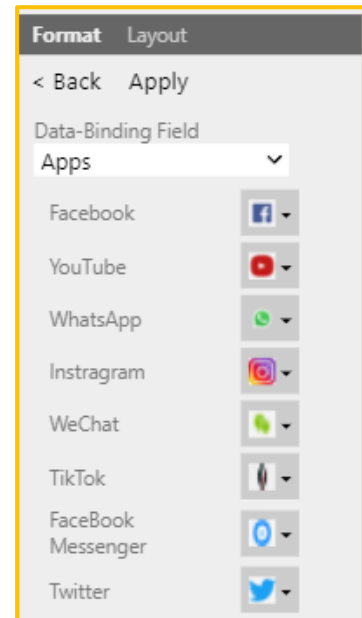 Format Layout
< Back Apply
Data-Binding Field
Apps
Facebook
YouTube
WhatsApp
Instragram
WeChat
TikTok
FaceBook
Messenger
Twitter